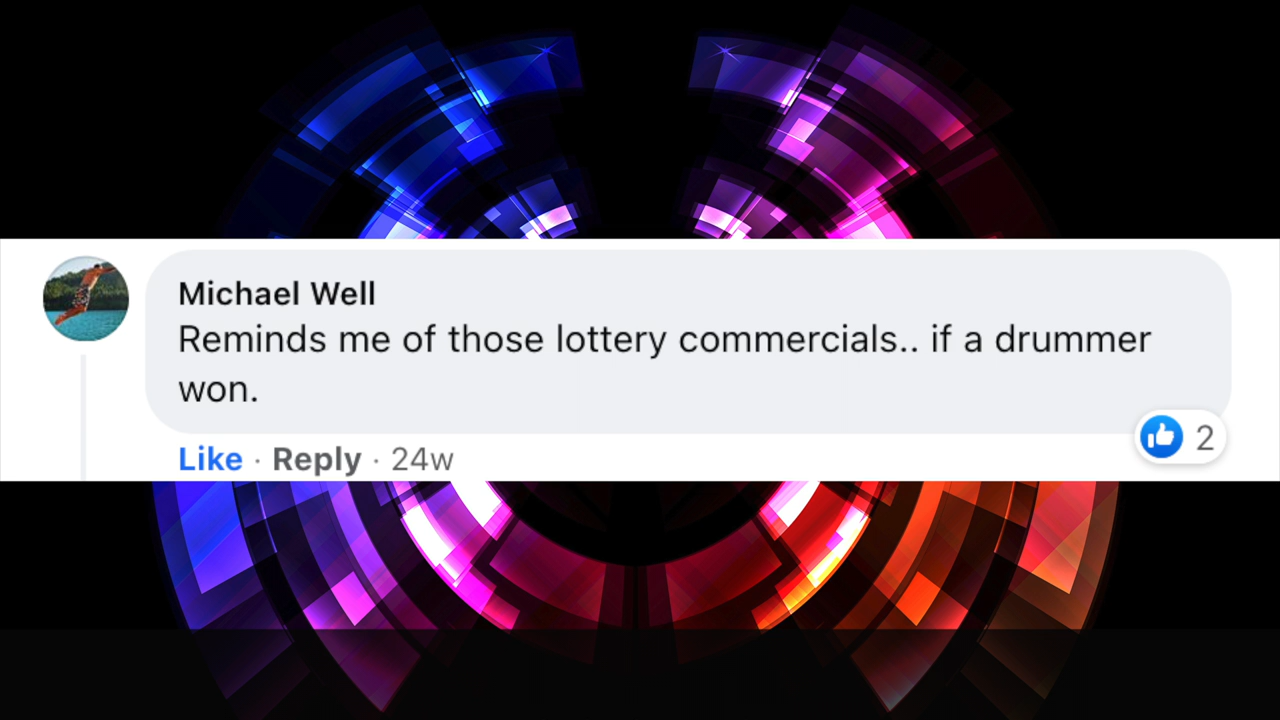 Michael Well
Reminds me of those lottery commercials.. if a drummer
won.
Like · Reply · 24w
2